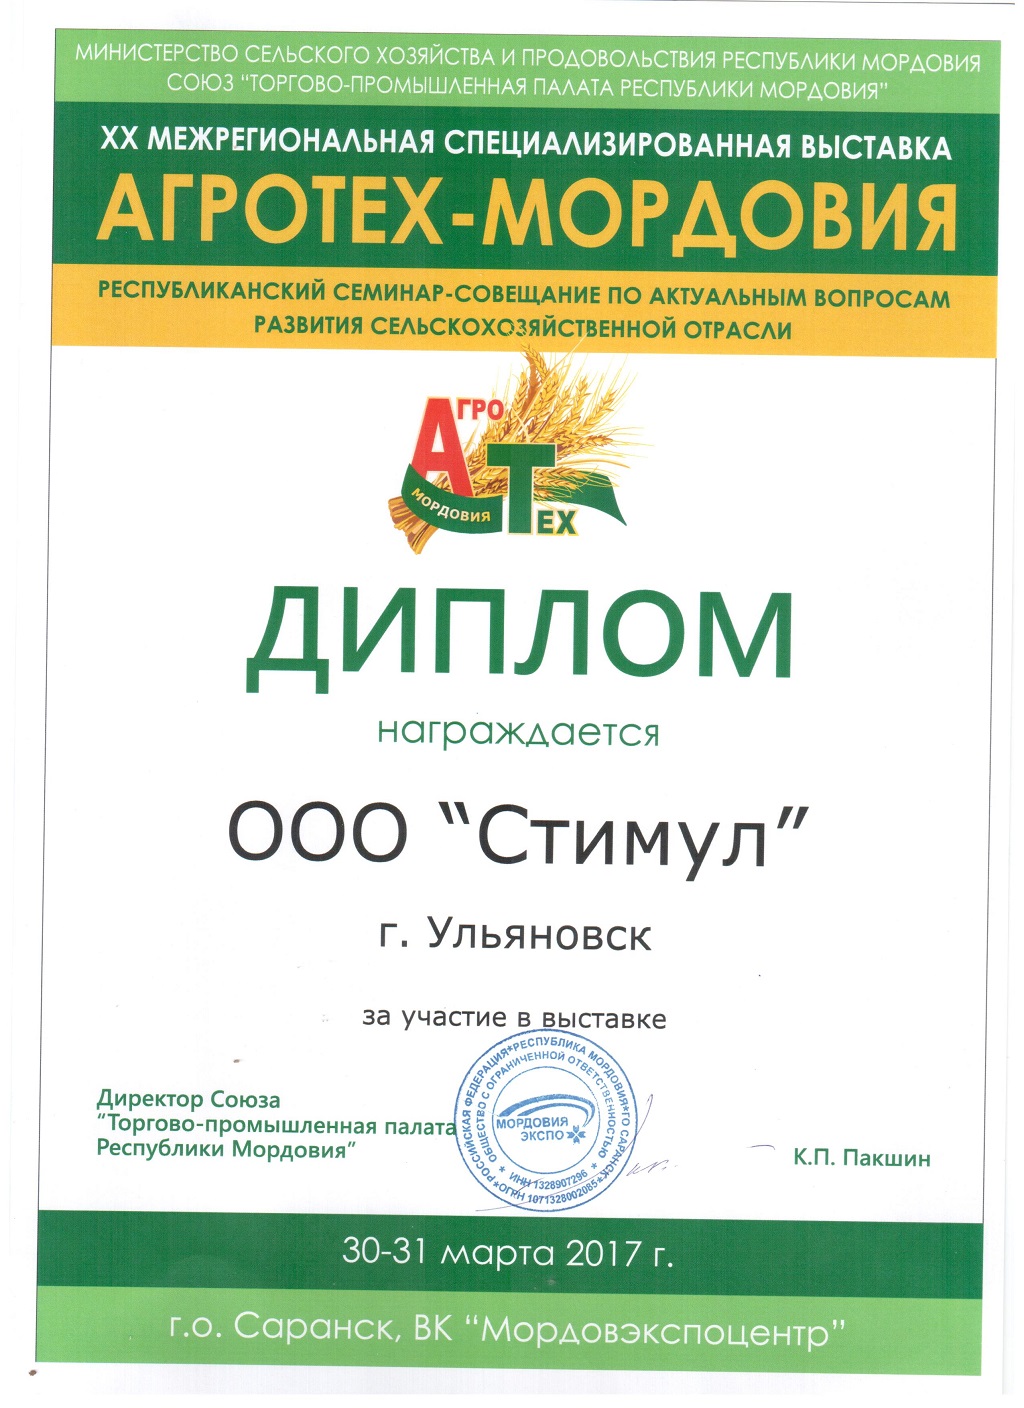 МИНИСТЕРСТВО СЕЛЬСКОГО ХОЗЯЙСТВА И ПРОДОВОЛЬСТВИЯ РЕСПУБЛИКИ МОРДОВИЯ
СОЮЗ “ТОРГОВО-ПРОМЫШЛЕННАЯ ПАЛАТА РЕСПУБЛИКИ МОРДОВИЯ”
XX МЕЖРЕГИОНАЛЬНАЯ СПЕЦИАЛИЗИРОВАННАЯ ВЫСТАВКА
АГРОТЕХ-МОРДОВИЯ
РЕСПУБЛИКАНСКИЙ СЕМИНАР-СОВЕЩАНИЕ ПО АКТУАЛЬНЫМ ВОПРОСАМ
РАЗВИТИЯ СЕЛЬСКОХОЗЯЙСТВЕННОЙ ОТРАСЛИ
АГРО
ТЕХ
МОРДОВИЯ
ДИПЛОМ
награждается
ООО “Стимул”
г. Ульяновск
за участие в выставке
Директор Союза
“Торгово-промышленная палата
Республики Мордовия”
РОССИЙСКАЯ ФЕДЕРАЦИЯ*РЕСПУБЛИКА МОРДОВИЯ*ГО САРАНСК*ОГРН 1071328002085*
ОБЩЕСТВО С ОГРАНИЧЕННОЙ ОТВЕТСТВЕННОСТЬЮ * ИНН 1328907296 *
МОРДОВИЯ
ЭКСПО
К.П. Пакшин
30-31 марта 2017 г.
г.о. Саранск, ВК “Мордовэкспоцентр”